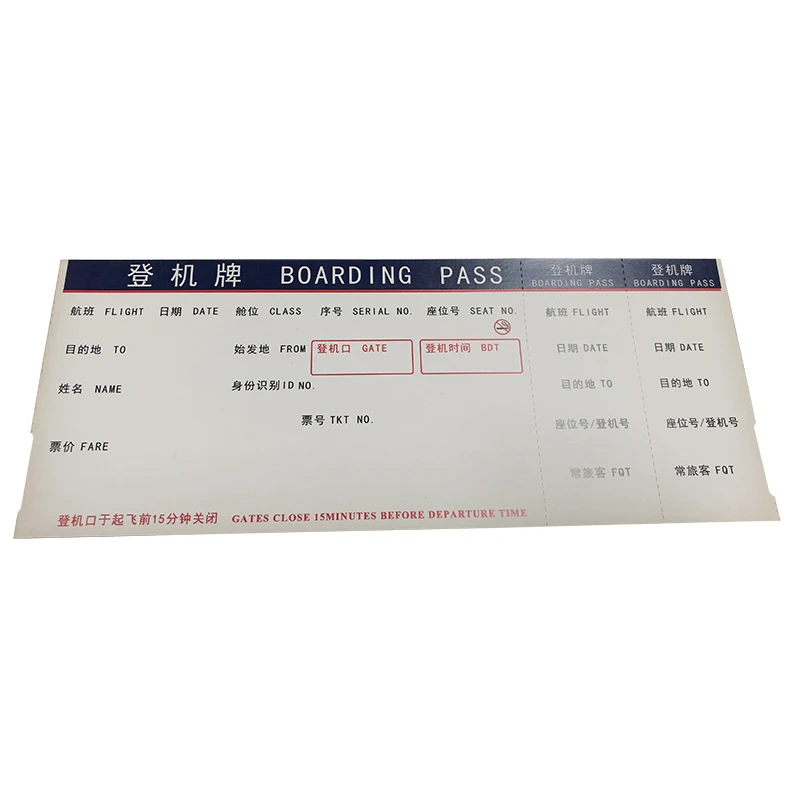 登机牌 BOARDING PASS
航班 FLIGHT 日期 DATE 舱位 CLASS 序号 SERIAL NO. 座位号 SEAT NO.
目的地 TO 始发地 FROM 登机口 GATE 登机时间 BDT
姓名 NAME 身份识别 ID NO.
票号 TKT NO.
票价 FARE
登机口于起飞前15分钟关闭 GATES CLOSE 15MINUTES BEFORE DEPARTURE TIME
登机牌
BOARDING PASS
航班 FLIGHT
日期 DATE
目的地 TO
座位号/登机号
常旅客 FQT
登机牌
BOARDING PASS
航班 FLIGHT
日期 DATE
目的地 TO
座位号/登机号
常旅客 FQT